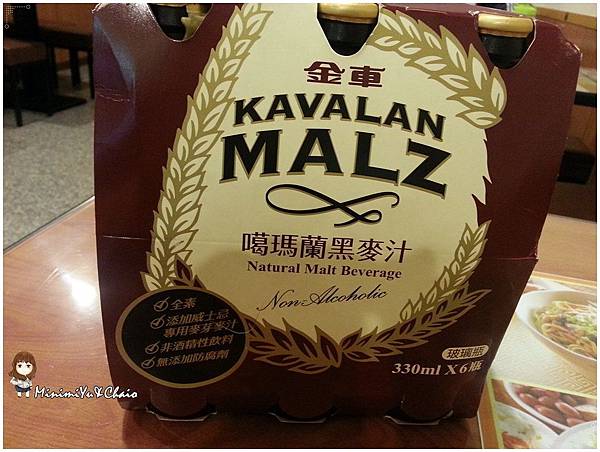 金車
KAVALAN
MALZ
噶瑪蘭黑麥汁
Natural Malt Beverage
Non-Alcoholic
全素
添加威士忌
專用麥芽麥汁
非酒精性飲料
無添加防腐劑
玻璃瓶
330ml X 6瓶
MinimiYu&Chaio